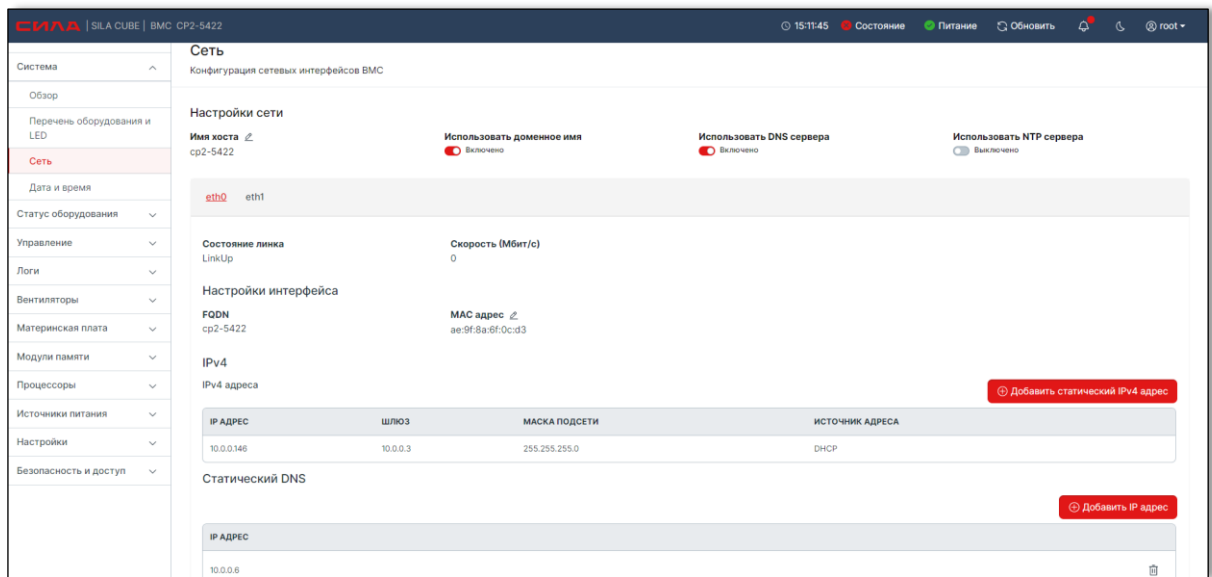 СИЛА | SILA CUBE | BMC CP2-5422
15:11:45 Состояние Питание Обновить root
Сеть
Конфигурация сетевых интерфейсов BMC
Система
Обзор
Перечень оборудования и
LED
Сеть
Дата и время
Статус оборудования
Управление
Логи
Вентиляторы
Материнская плата
Модули памяти
Процессоры
Источники питания
Настройки
Безопасность и доступ
Настройки сети
Имя хоста Использовать доменное имя Использовать DNS сервера Использовать NTP сервера
cp2-5422 Включено Включено Выключено
eth0 eth1
Состояние линка Скорость (Мбит/с)
LinkUp 0
Настройки интерфейса
FQDN MAC адрес
cp2-5422 ae:9f:8a:6f:0c:d3
IPv4
IPv4 адреса
Добавить статический IPv4 адрес
IP АДРЕС ШЛЮЗ МАСКА ПОДСЕТИ ИСТОЧНИК АДРЕСА
10.0.0.146 10.0.0.3 255.255.255.0 DHCP
Статический DNS
Добавить IP адрес
IP АДРЕС
10.0.0.6